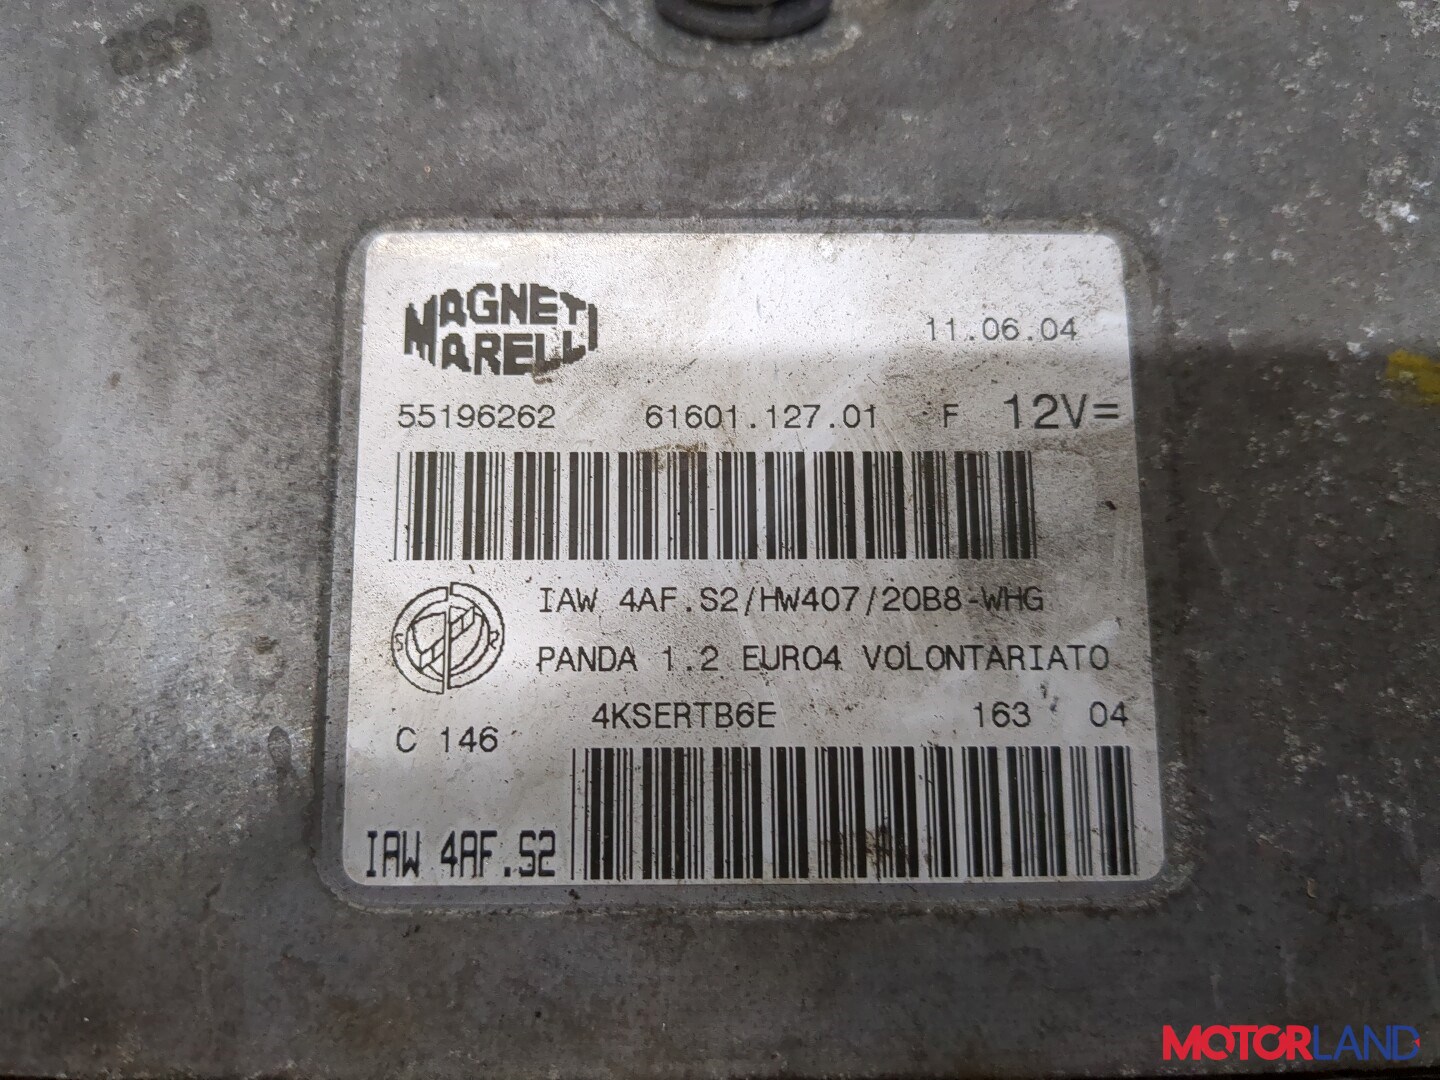 MAGNETI
MARELLI
11.06.04
55196262 61601.127.01 F 12V=
IAW 4AF.S2/HW407/20B8-WHG
S R
PANDA 1.2 EURO4 VOLONTARIATO
4KSERTB6E 163 04
C 146
IAW 4AF.S2
MOTORLAND